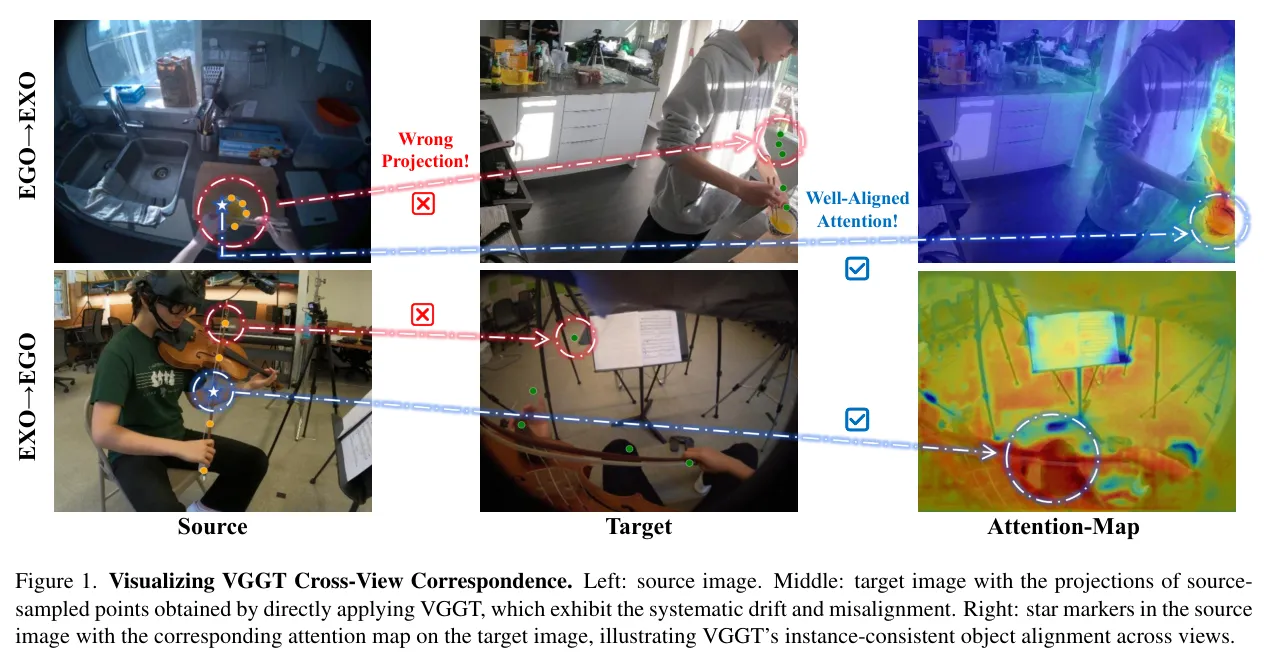 EGO→EXO
Wrong
Projection!
Well-Aligned
Attention!
EXO→EGO
Source
Target
Attention-Map
Figure 1. Visualizing VGGT Cross-View Correspondence. Left: source image. Middle: target image with the projections of source-
sampled points obtained by directly applying VGGT, which exhibit the systematic drift and misalignment. Right: star markers in the source
image with the corresponding attention map on the target image, illustrating VGGT's instance-consistent object alignment across views.